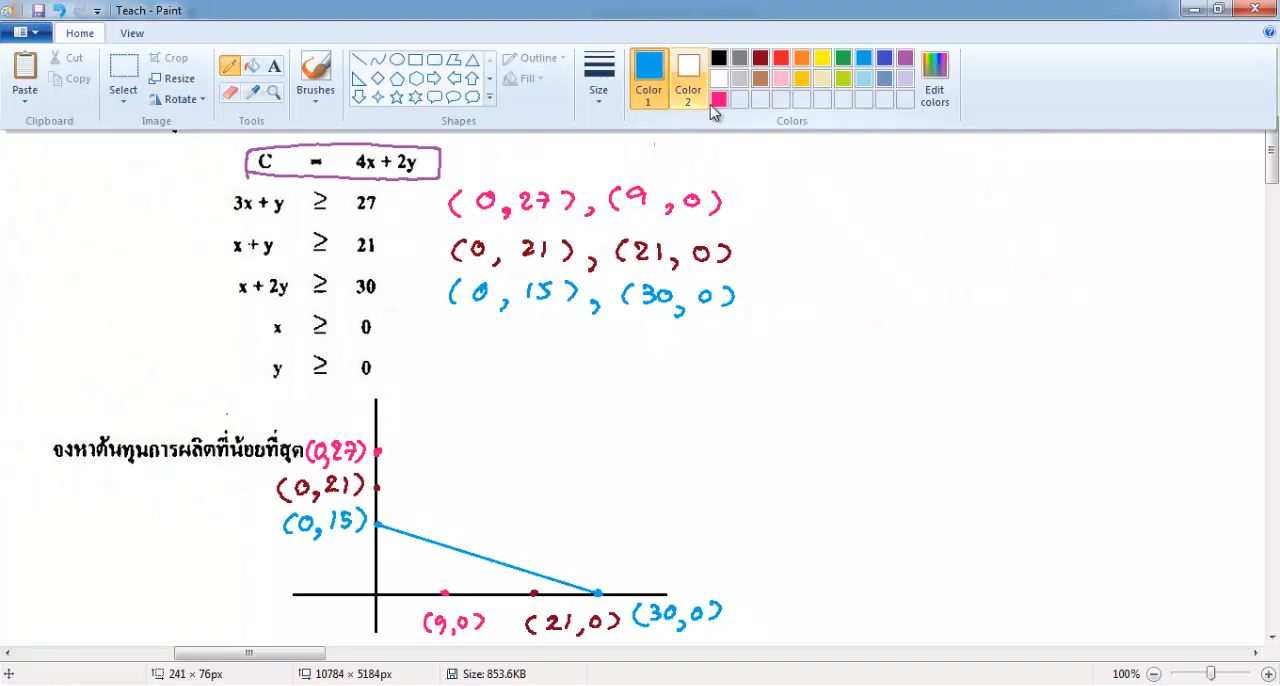 Teach - Paint
Home View
Paste
Cut
Copy
Clipboard
Select
Crop
Resize
Rotate
Image
Tools
Brushes
Shapes
Outline
Fill
Size
Color 1
Color 2
Colors
Edit colors
C = 4x + 2y
3x + y ≥ 27 (0,27), (9,0)
x + y ≥ 21 (0, 21), (21, 0)
x + 2y ≥ 30 (0, 15), (30, 0)
x ≥ 0
y ≥ 0
จงหาต้นทุนการผลิตที่น้อยที่สุด (0,27)
(0,21)
(0,15)
(9,0) (21,0) (30,0)
241 × 76px 10784 × 5184px Size: 853.6KB 100%